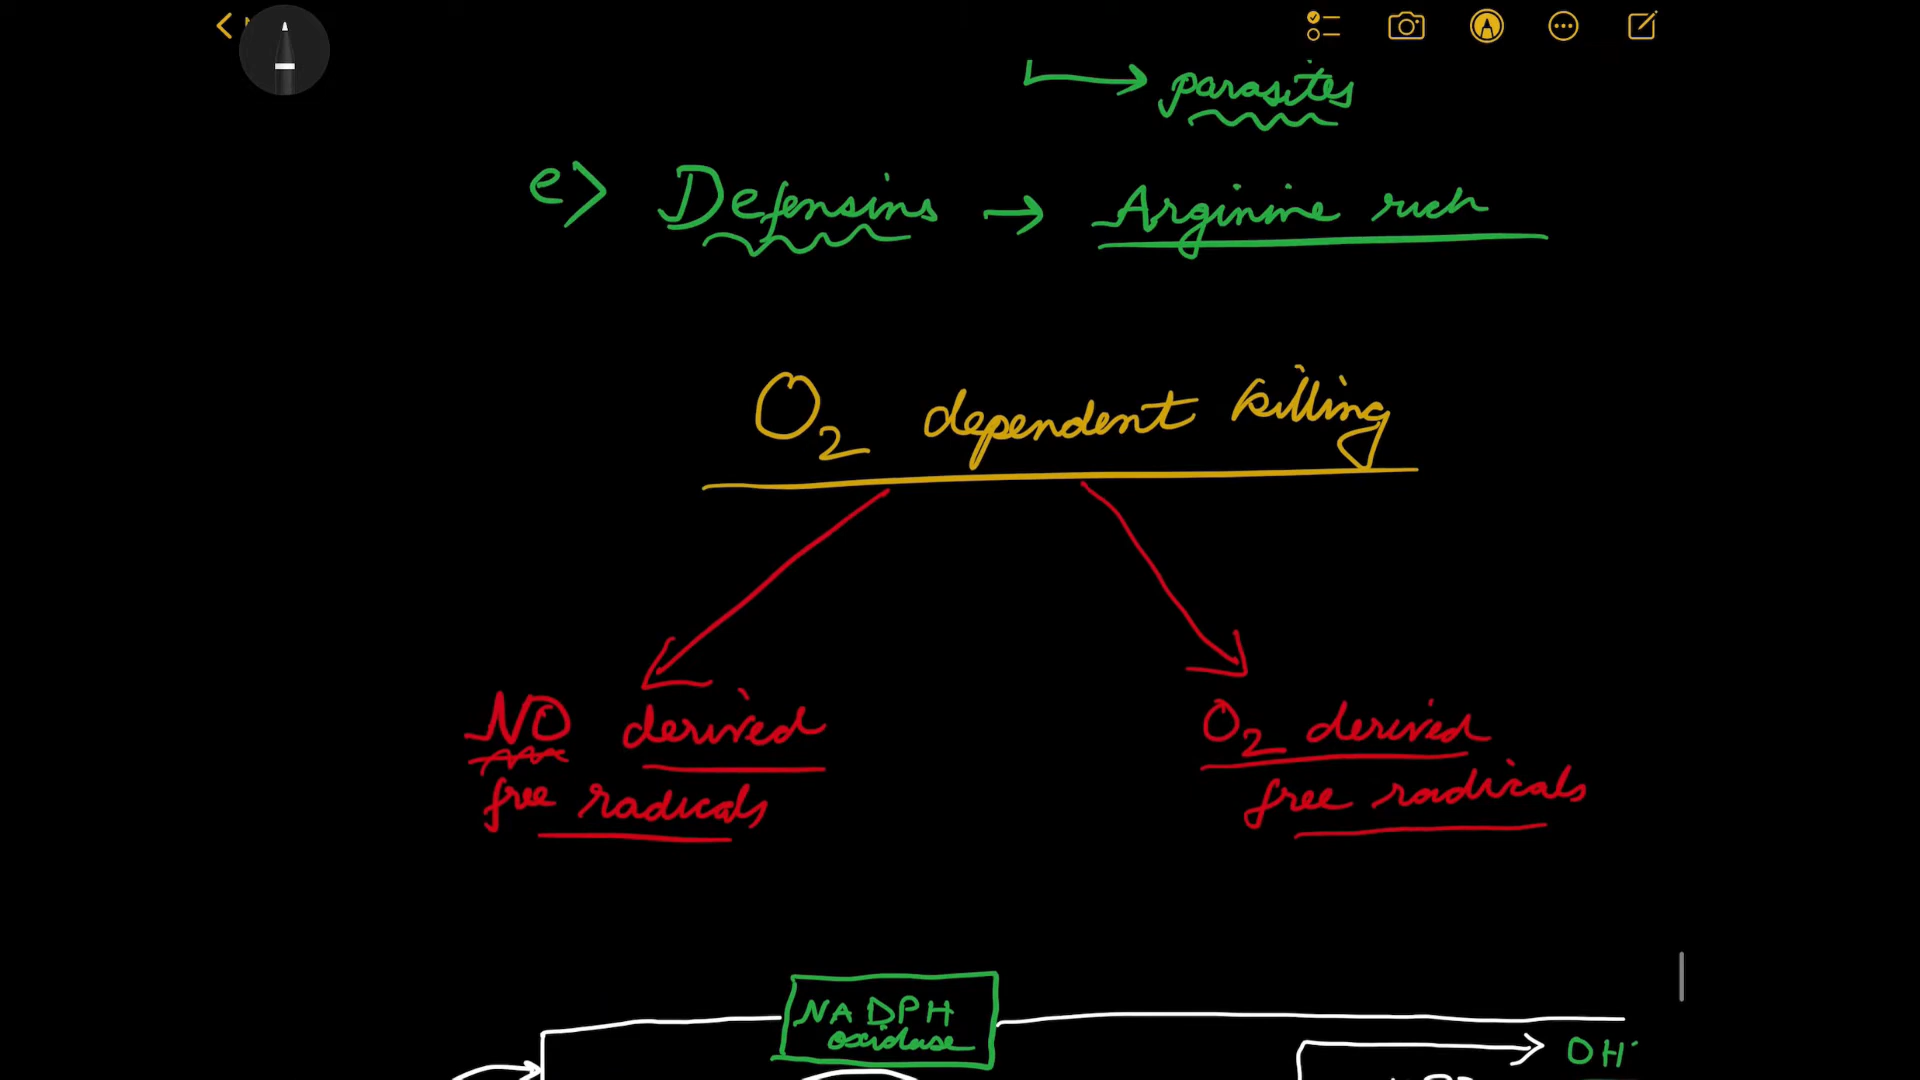 parasites
e> Defensins → Arginine rich
O2 dependent killing
NO derived
free radicals
O2 derived
free radicals
NADPH
oxidase
OH·